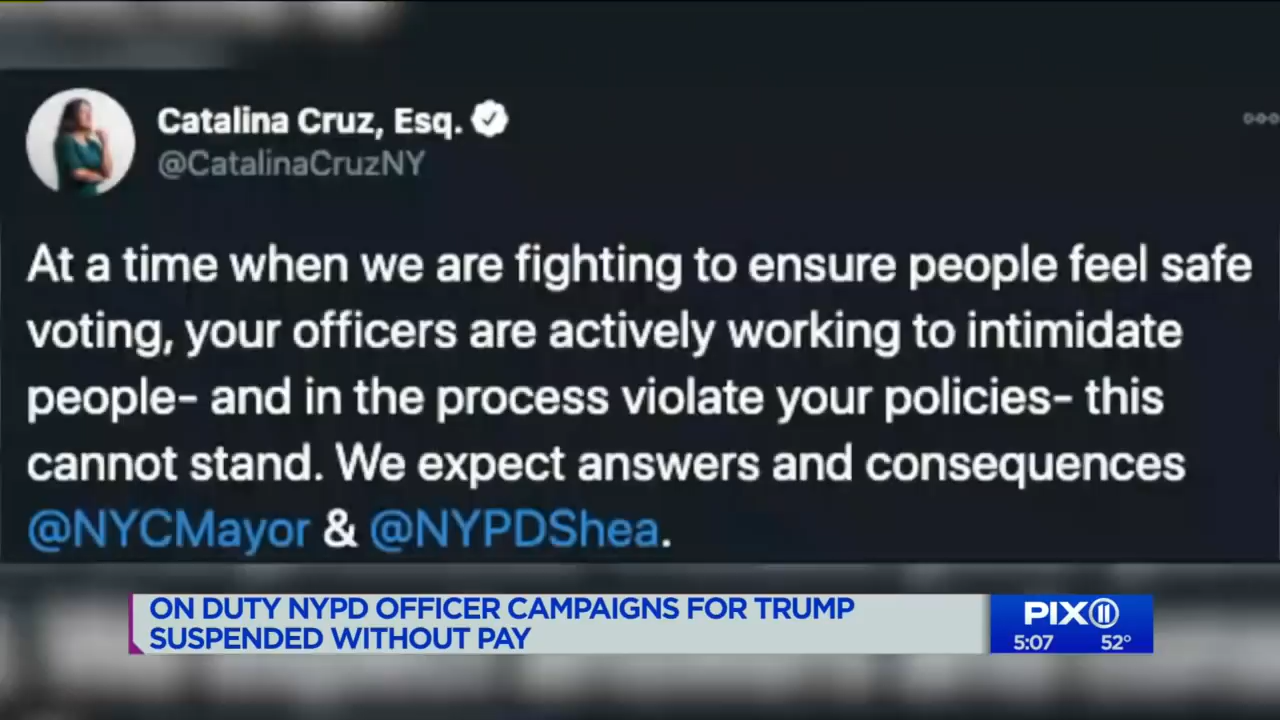 Catalina Cruz, Esq.
@CatalinaCruzNY
At a time when we are fighting to ensure people feel safe
voting, your officers are actively working to intimidate
people- and in the process violate your policies- this
cannot stand. We expect answers and consequences
@NYCMayor & @NYPDShea.
ON DUTY NYPD OFFICER CAMPAIGNS FOR TRUMP
SUSPENDED WITHOUT PAY
PIX11
5:07 52°